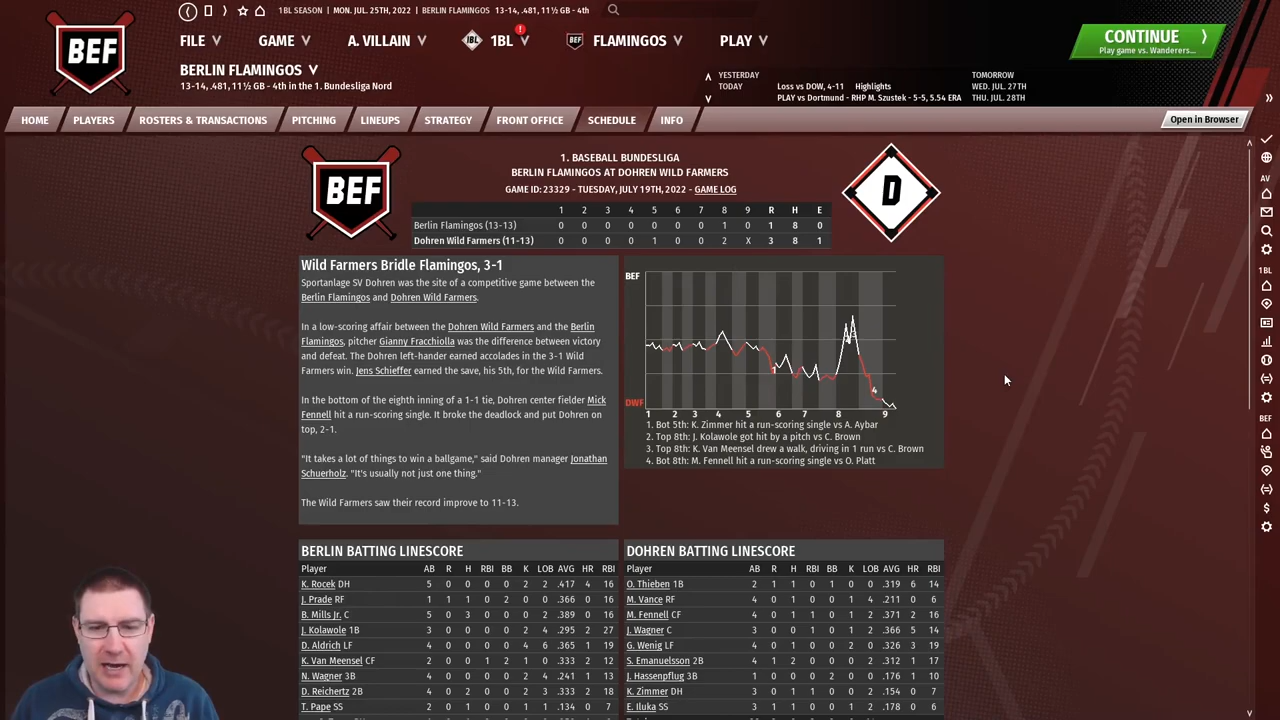 1BL SEASON | MON. JUL. 25TH, 2022 | BERLIN FLAMINGOS 13-14, .481, 11½ GB - 4th
BEF
FILE GAME A. VILLAIN 1BL 1BL ! BEF FLAMINGOS PLAY
CONTINUE
Play game vs. Wanderers...
BERLIN FLAMINGOS
13-14, .481, 11½ GB - 4th in the 1. Bundesliga Nord
YESTERDAY Loss vs DOW, 4-11 Highlights
TODAY PLAY vs Dortmund - RHP M. Szustek - 5-5, 5.54 ERA
TOMORROW
WED. JUL. 27TH
THU. JUL. 28TH
HOME PLAYERS ROSTERS & TRANSACTIONS PITCHING LINEUPS STRATEGY FRONT OFFICE SCHEDULE INFO Open in Browser
BEF
1. BASEBALL BUNDESLIGA
BERLIN FLAMINGOS AT DOHREN WILD FARMERS
GAME ID: 23329 - TUESDAY, JULY 19TH, 2022 - GAME LOG
D
1 2 3 4 5 6 7 8 9 R H E
Berlin Flamingos (13-13) 0 0 0 0 0 0 0 1 0 1 8 0
Dohren Wild Farmers (11-13) 0 0 0 0 1 0 0 2 X 3 8 1
Wild Farmers Bridle Flamingos, 3-1
Sportanlage SV Dohren was the site of a competitive game between the
Berlin Flamingos and Dohren Wild Farmers.
In a low-scoring affair between the Dohren Wild Farmers and the Berlin
Flamingos, pitcher Gianny Fracchiolla was the difference between victory
and defeat. The Dohren left-hander earned accolades in the 3-1 Wild
Farmers win. Jens Schieffer earned the save, his 5th, for the Wild Farmers.
In the bottom of the eighth inning of a 1-1 tie, Dohren center fielder Mick
Fennell hit a run-scoring single. It broke the deadlock and put Dohren on
top, 2-1.
"It takes a lot of things to win a ballgame," said Dohren manager Jonathan
Schuerholz. "It's usually not just one thing."
The Wild Farmers saw their record improve to 11-13.
BEF
DWF
1 4
1 2 3 4 5 6 7 8 9
1. Bot 5th: K. Zimmer hit a run-scoring single vs A. Aybar
2. Top 8th: J. Kolawole got hit by a pitch vs C. Brown
3. Top 8th: K. Van Meensel drew a walk, driving in 1 run vs C. Brown
4. Bot 8th: M. Fennell hit a run-scoring single vs O. Platt
BERLIN BATTING LINESCORE
Player AB R H RBI BB K LOB AVG HR RBI
K. Rocek DH 5 0 0 0 0 2 2 .417 4 16
J. Prade RF 1 1 1 0 2 0 0 .366 0 16
B. Mills Jr. C 5 0 3 0 0 0 2 .389 0 16
J. Kolawole 1B 3 0 0 0 0 2 4 .295 2 27
D. Aldrich LF 4 0 0 0 0 4 6 .365 1 19
K. Van Meensel CF 2 0 0 1 2 1 0 .333 2 12
N. Wagner 3B 4 0 0 0 0 2 4 .241 1 13
D. Reichertz 2B 4 0 2 0 0 2 3 .333 2 18
T. Pape SS 2 0 1 0 0 1 1 .134 0 7
DOHREN BATTING LINESCORE
Player AB R H RBI BB K LOB AVG HR RBI
O. Thieben 1B 2 1 1 0 1 0 0 .319 6 14
M. Vance RF 4 0 1 0 0 1 4 .211 0 6
M. Fennell CF 4 0 1 1 0 1 2 .371 2 16
J. Wagner C 3 0 0 1 0 1 2 .366 5 14
G. Wenig LF 4 0 1 0 0 2 0 .326 3 19
S. Emanuelsson 2B 4 1 2 0 0 1 2 .312 1 17
J. Hassenpflug 3B 1 0 0 0 2 0 0 .176 1 10
K. Zimmer DH 3 0 1 1 0 1 2 .154 0 7
E. Iluka SS 3 1 1 0 0 1 2 .178 0 6
AV
1BL
BEF